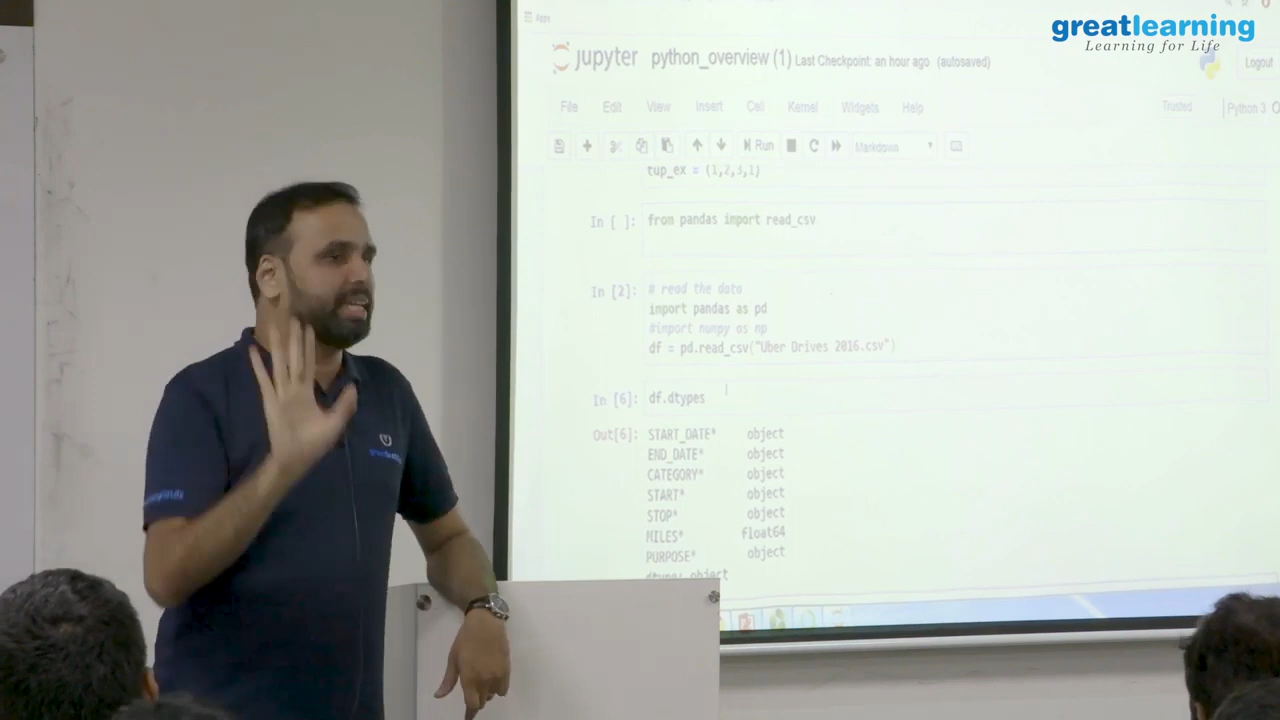 greatlearning
Learning for Life
Apps
jupyter python_overview (1) Last Checkpoint: an hour ago (autosaved)
Logout
File Edit View Insert Cell Kernel Widgets Help
Trusted
Python 3
Run
Markdown
tup_ex = (1,2,3,1)
In [ ]: from pandas import read_csv
In [2]: # read the data
import pandas as pd
#import numpy as np
df = pd.read_csv("Uber Drives 2016.csv")
In [6]: df.dtypes
Out[6]: START_DATE* object
END_DATE* object
CATEGORY* object
START* object
STOP* object
MILES* float64
PURPOSE* object
dtype: object